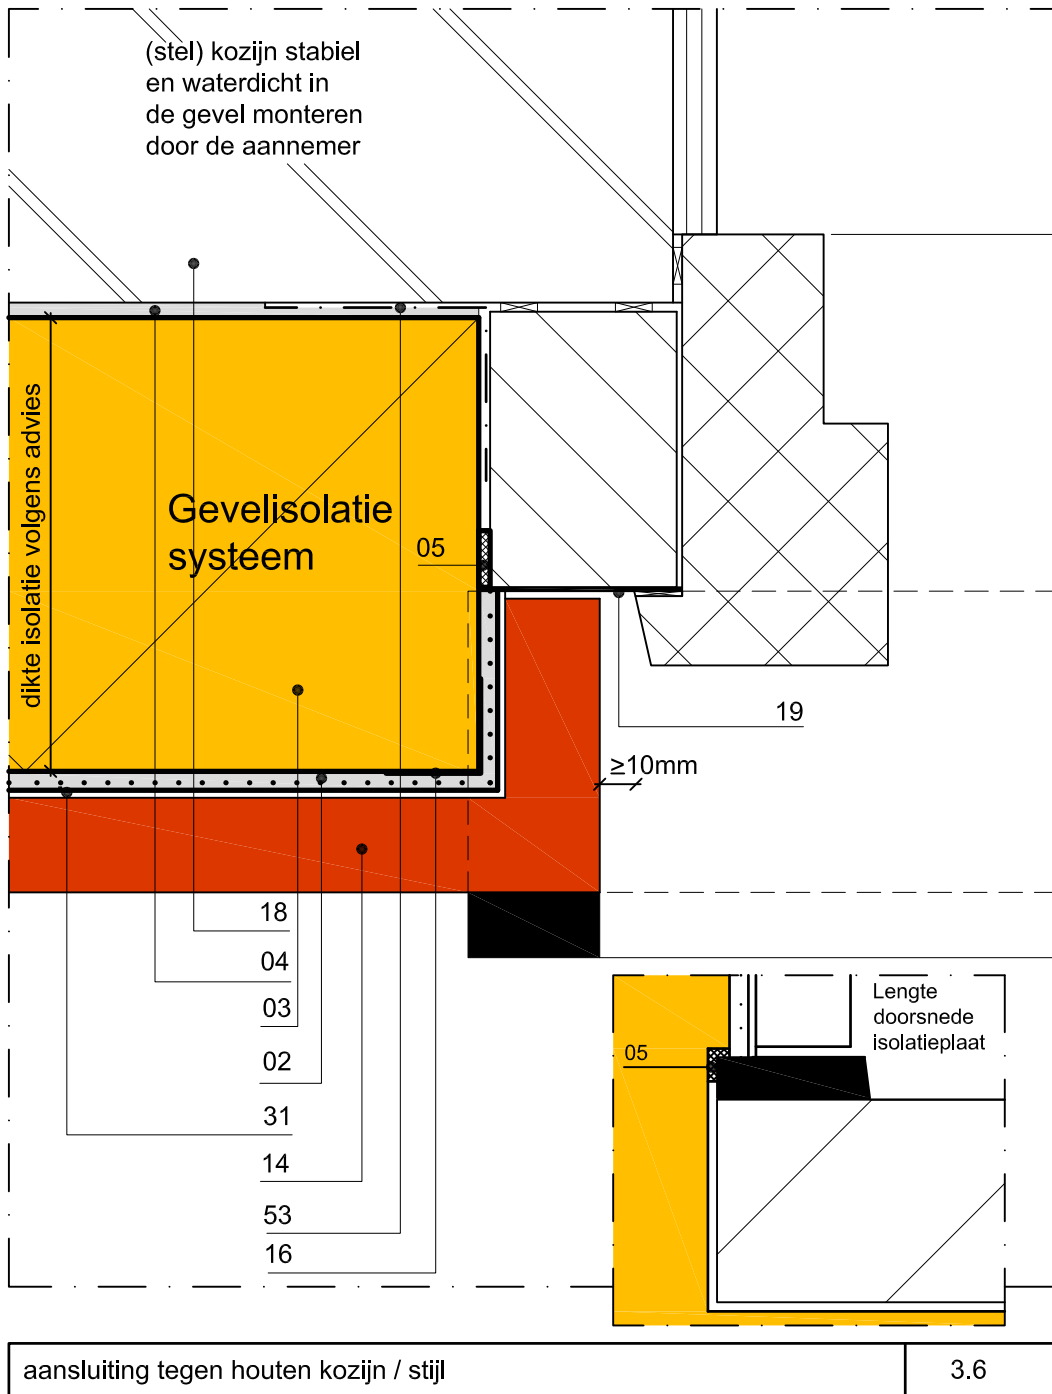 (stel) kozijn stabiel
en waterdicht in
de gevel monteren
door de aannemer
dikte isolatie volgens advies
Gevelisolatie
systeem
05
19
≥10mm
18
04
03
02
31
14
53
16
Lengte
doorsnede
isolatieplaat
05
aansluiting tegen houten kozijn / stijl
3.6